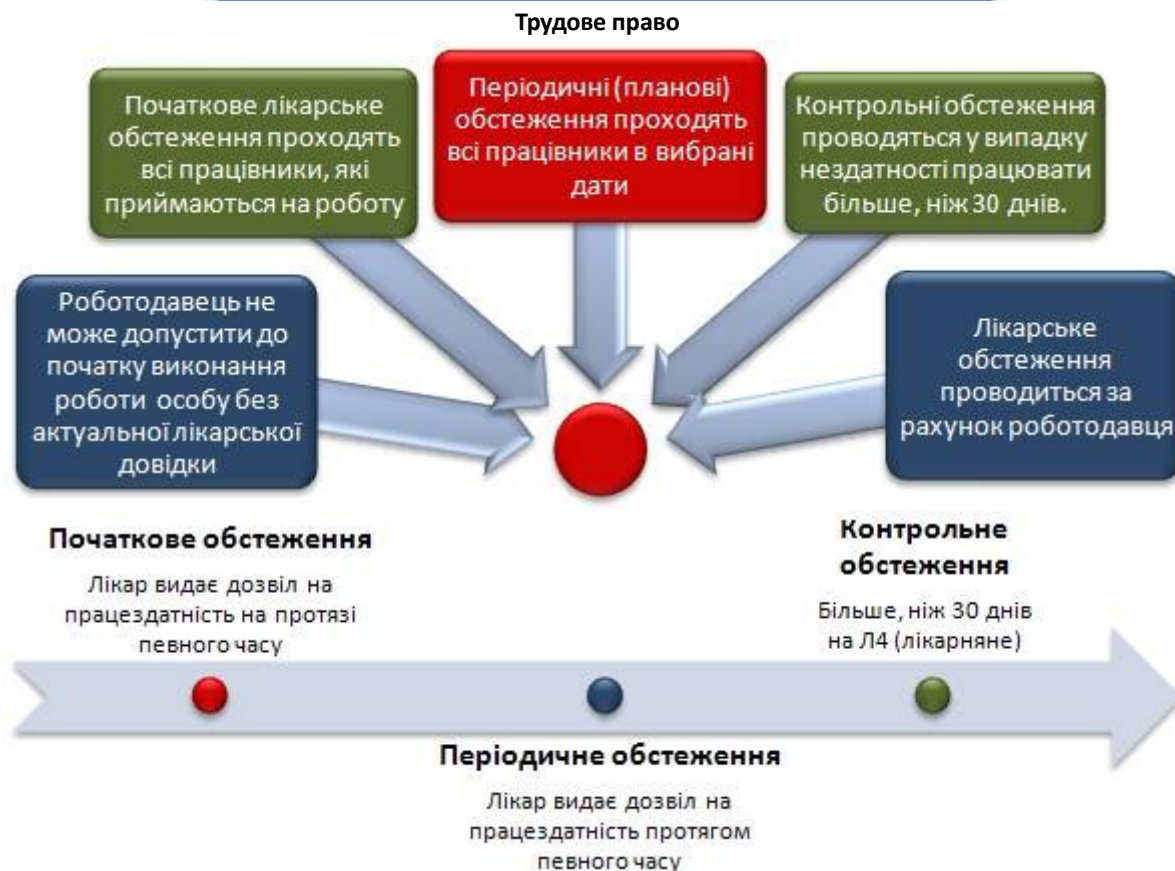 Трудове право
Початкове лікарське
обстеження проходять
всі працівники, які
приймаються на роботу
Періодичні (планові)
обстеження проходять
всі працівники в вибрані
дати
Контрольні обстеження
проводяться у випадку
нездатності працювати
більше, ніж 30 днів.
Роботодавець не
може допустити до
початку виконання
роботи особу без
актуальної лікарської
довідки
Лікарське
обстеження
проводиться за
рахунок роботодавця
Початкове обстеження
Лікар видає дозвіл на
працездатність на протязі
певного часу
Контрольне
обстеження
Більше, ніж 30 днів
на Л4 (лікарняне)
Періодичне обстеження
Лікар видає дозвіл на
працездатність протягом
певного часу